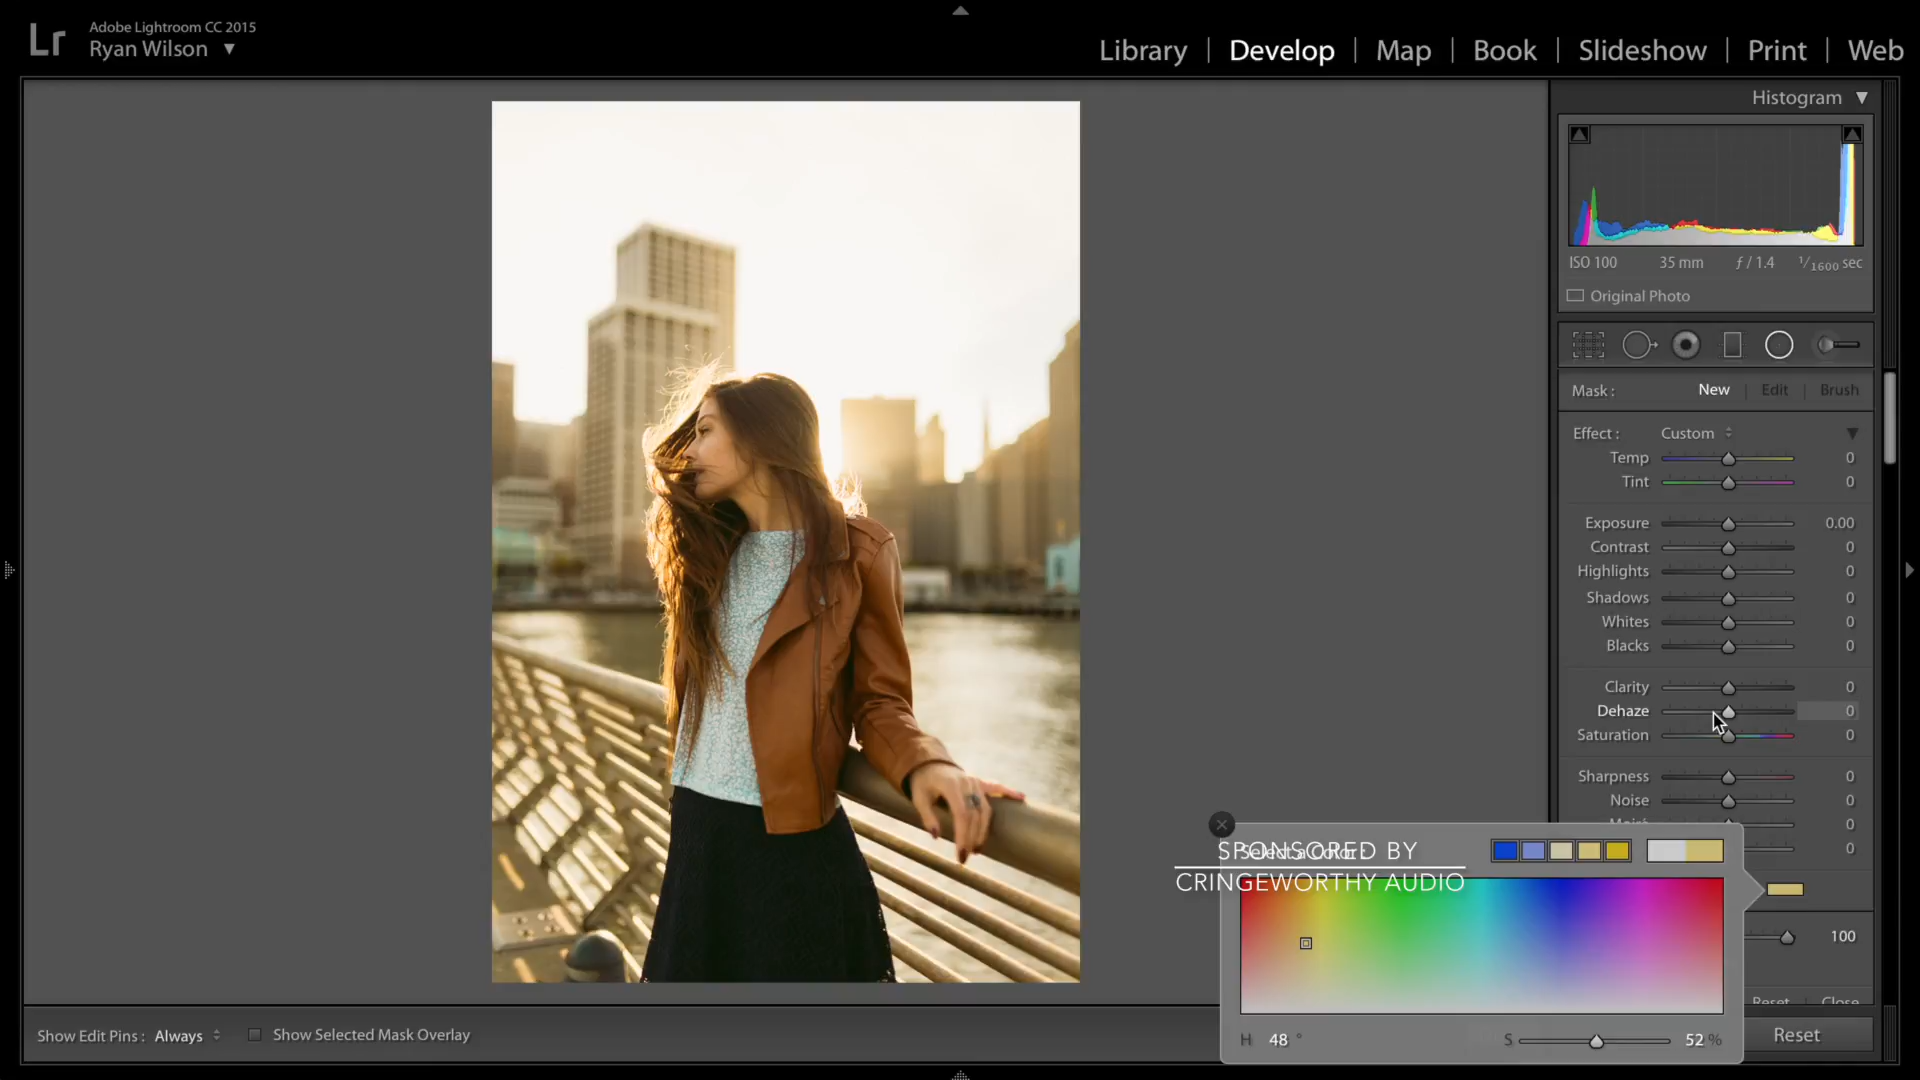 Lr
Adobe Lightroom CC 2015
Ryan Wilson
Library | Develop | Map | Book | Slideshow | Print | Web
Histogram
ISO 100 35 mm ƒ / 1.4 1/1600 sec
Original Photo
Mask : New | Edit | Brush
Effect : Custom
Temp 0
Tint 0
Exposure 0.00
Contrast 0
Highlights 0
Shadows 0
Whites 0
Blacks 0
Clarity 0
Dehaze 0
Saturation 0
Sharpness 0
Noise 0
0
0
Select a Color :
SPONSORED BY
CRINGEWORTHY AUDIO
100
Reset Close
H 48 ° S 52 %
Show Edit Pins : Always Show Selected Mask Overlay
Reset